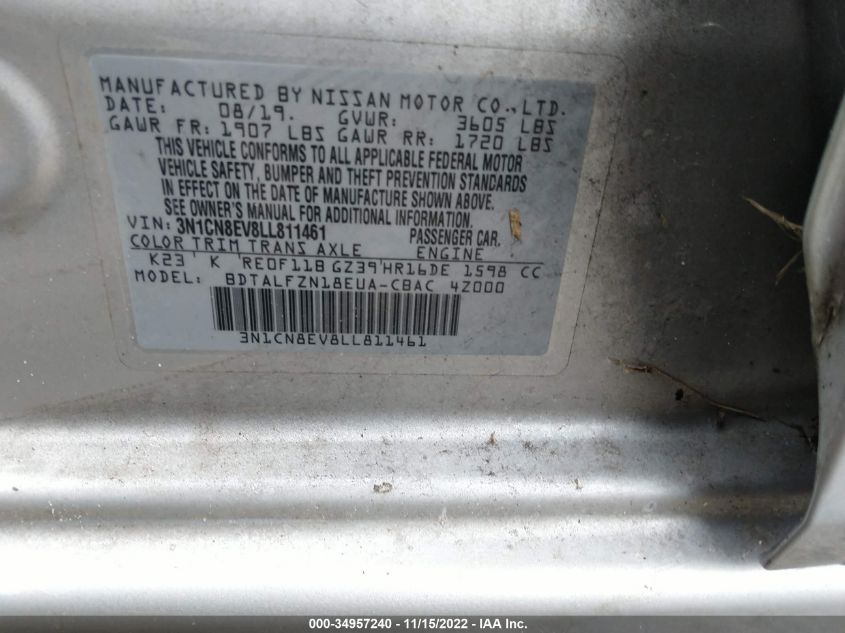 MANUFACTURED BY NISSAN MOTOR CO.,LTD.
DATE: 08/19. GVWR: 3605 LBS
GAWR FR: 1907 LBS GAWR RR: 1720 LBS
THIS VEHICLE CONFORMS TO ALL APPLICABLE FEDERAL MOTOR
VEHICLE SAFETY, BUMPER AND THEFT PREVENTION STANDARDS
IN EFFECT ON THE DATE OF MANUFACTURE SHOWN ABOVE.
SEE OWNER'S MANUAL FOR ADDITIONAL INFORMATION.
VIN: 3N1CN8EV8LL811461 PASSENGER CAR.
COLOR TRIM TRANS AXLE ENGINE
K23 K RE0F11B GZ39 HR16DE 1598 CC
MODEL: BDTALFZN18EUA-CBAC 4Z000
3N1CN8EV8LL811461
000-34957240 - 11/15/2022 - IAA Inc.